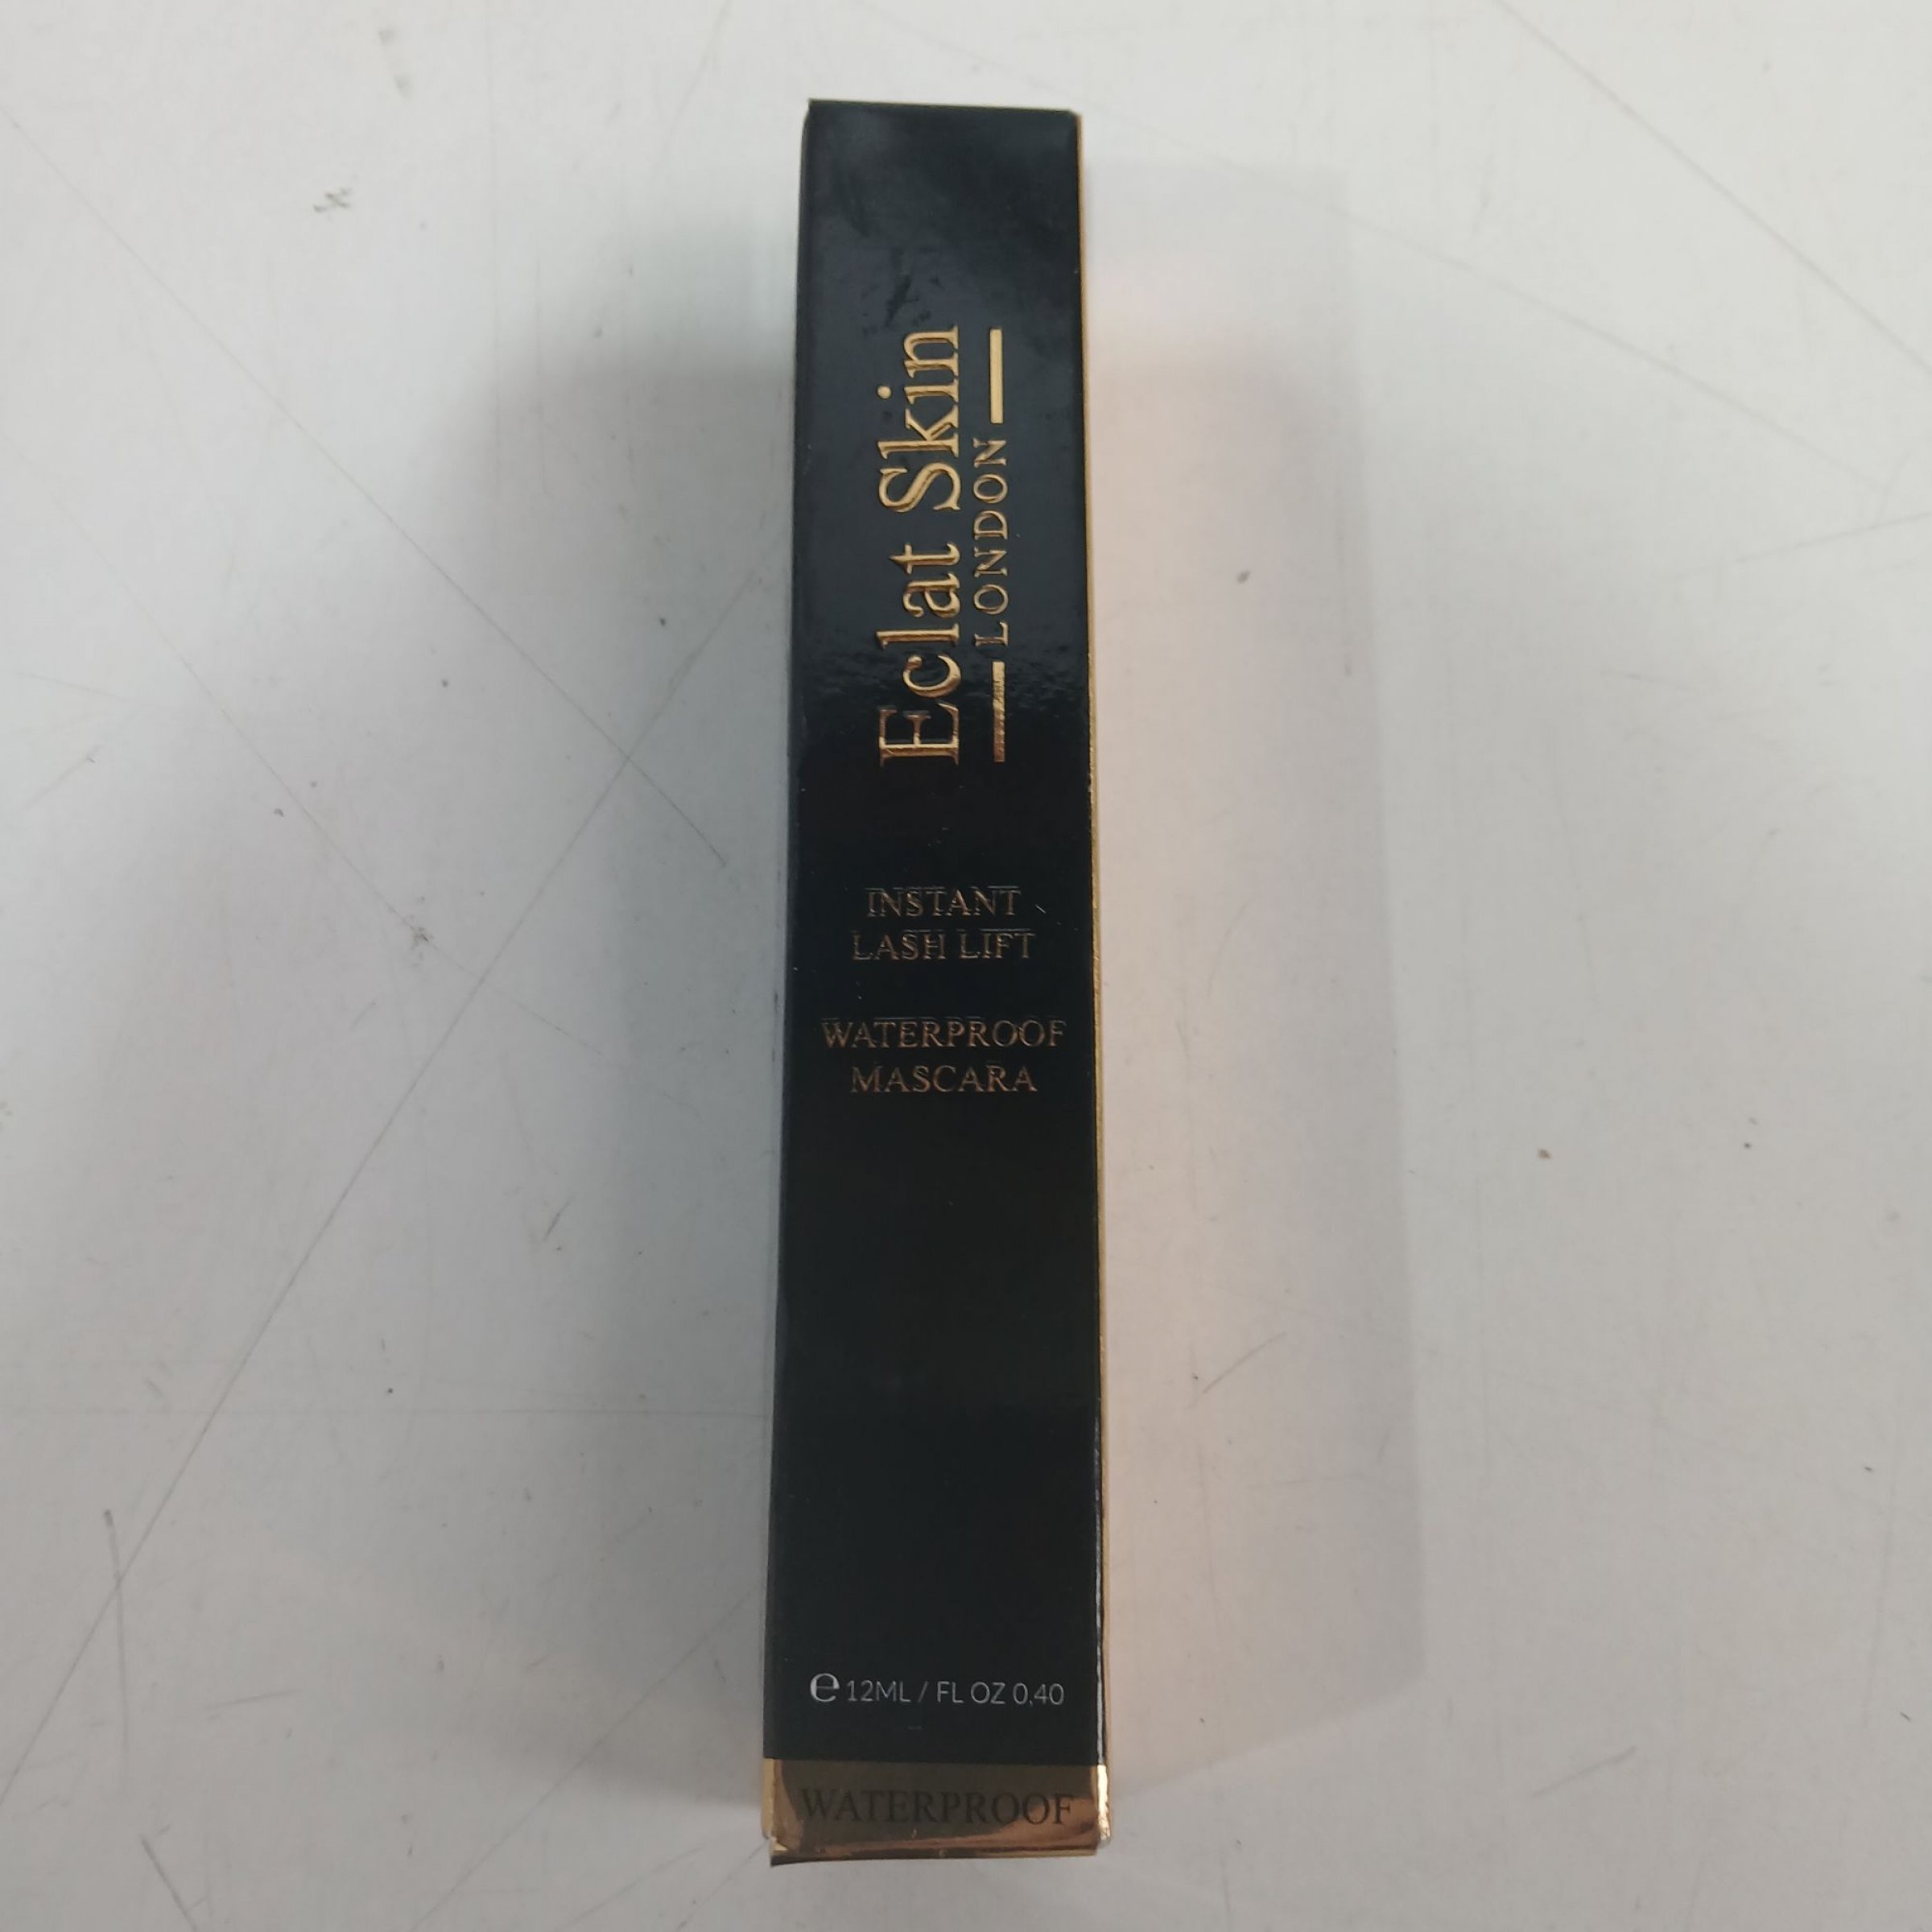 Eclat Skin
LONDON
INSTANT
LASH LIFT
WATERPROOF
MASCARA
℮ 12ML / FL OZ 0,40
WATERPROOF